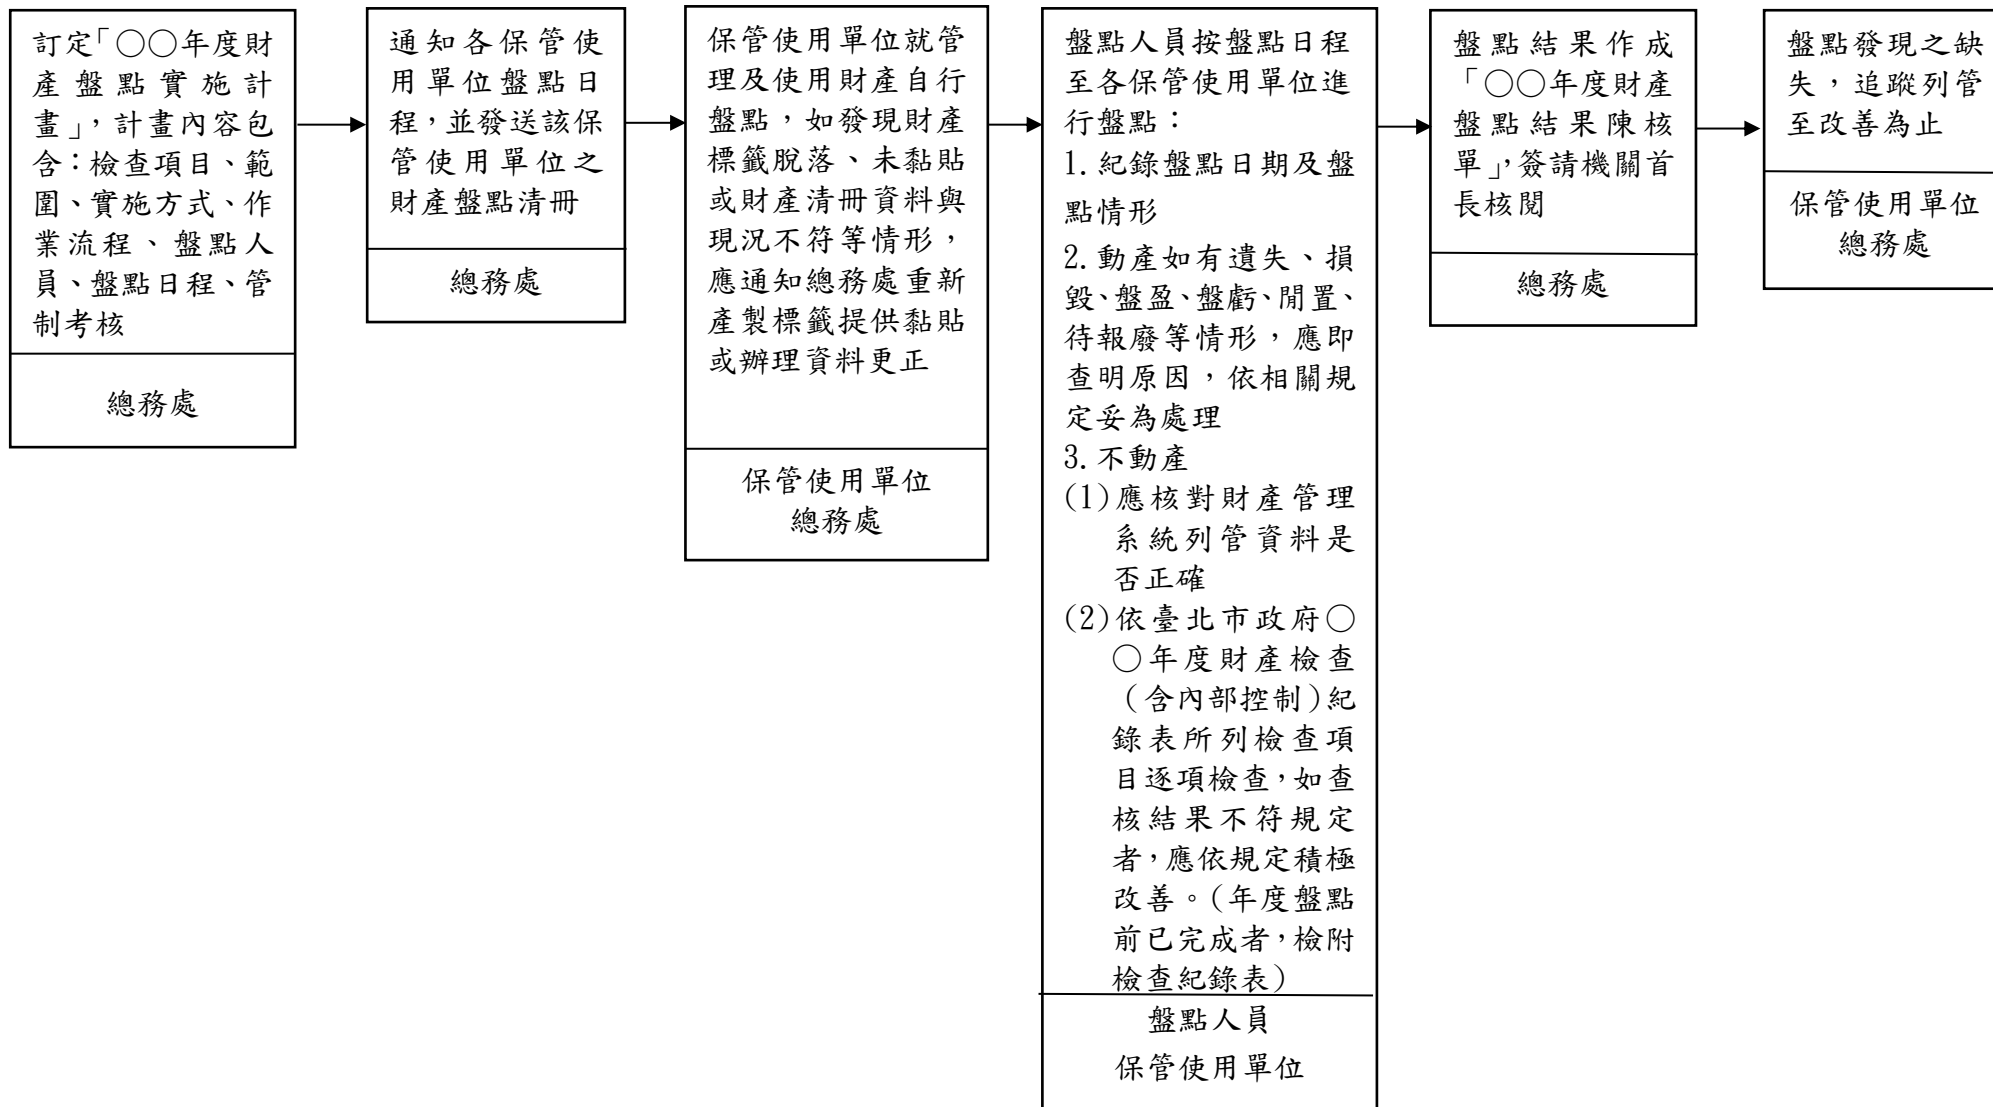 訂定「○○年度財
產盤點實施計
畫」，計畫內容包
含：檢查項目、範
圍、實施方式、作
業流程、盤點人
員、盤點日程、管
制考核
總務處
通知各保管使
用單位盤點日
程，並發送該保
管使用單位之
財產盤點清冊
總務處
保管使用單位就管
理及使用財產自行
盤點，如發現財產
標籤脫落、未黏貼
或財產清冊資料與
現況不符等情形，
應通知總務處重新
產製標籤提供黏貼
或辦理資料更正
保管使用單位
總務處
盤點人員按盤點日程
至各保管使用單位進
行盤點：
1.紀錄盤點日期及盤
點情形
2.動產如有遺失、損
毀、盤盈、盤虧、閒置、
待報廢等情形，應即
查明原因，依相關規
定妥為處理
3.不動產
(1)應核對財產管理
系統列管資料是
否正確
(2)依臺北市政府○
○年度財產檢查
（含內部控制）紀
錄表所列檢查項
目逐項檢查，如查
核結果不符規定
者，應依規定積極
改善。（年度盤點
前已完成者，檢附
檢查紀錄表）
盤點人員
保管使用單位
盤點結果作成
「○○年度財產
盤點結果陳核
單」，簽請機關首
長核閱
總務處
盤點發現之缺
失，追蹤列管
至改善為止
保管使用單位
總務處